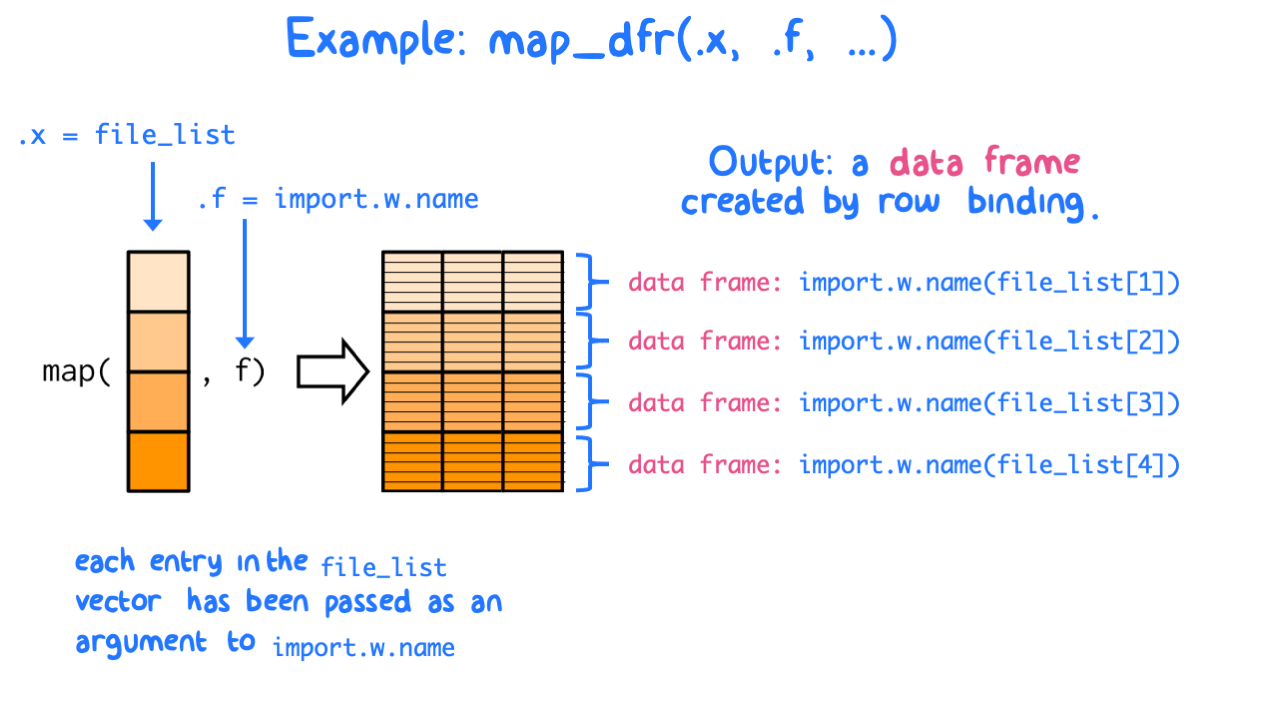 Example: map_dfr(.x, .f, ...)
.x = file_list
.f = import.w.name
map( , f)
Output: a data frame
created by row binding.
data frame: import.w.name(file_list[1])
data frame: import.w.name(file_list[2])
data frame: import.w.name(file_list[3])
data frame: import.w.name(file_list[4])
each entry in the file_list
vector has been passed as an
argument to import.w.name